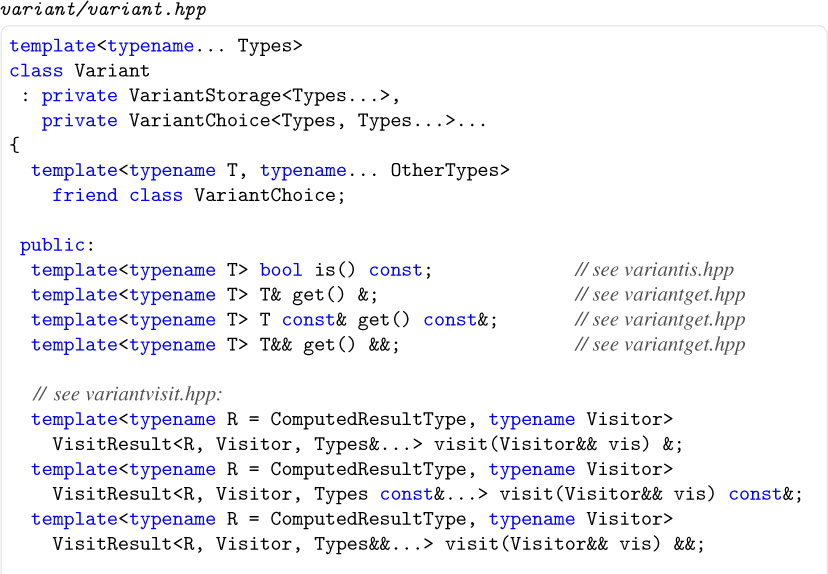 variant/variant.hpp
template<typename... Types>
class Variant
 : private VariantStorage<Types...>,
   private VariantChoice<Types, Types...>...
{
  template<typename T, typename... OtherTypes>
    friend class VariantChoice;

 public:
  template<typename T> bool is() const;             // see variantis.hpp
  template<typename T> T& get() &;                  // see variantget.hpp
  template<typename T> T const& get() const&;       // see variantget.hpp
  template<typename T> T&& get() &&;                // see variantget.hpp

  // see variantvisit.hpp:
  template<typename R = ComputedResultType, typename Visitor>
    VisitResult<R, Visitor, Types&...> visit(Visitor&& vis) &;
  template<typename R = ComputedResultType, typename Visitor>
    VisitResult<R, Visitor, Types const&...> visit(Visitor&& vis) const&;
  template<typename R = ComputedResultType, typename Visitor>
    VisitResult<R, Visitor, Types&&...> visit(Visitor&& vis) &&;